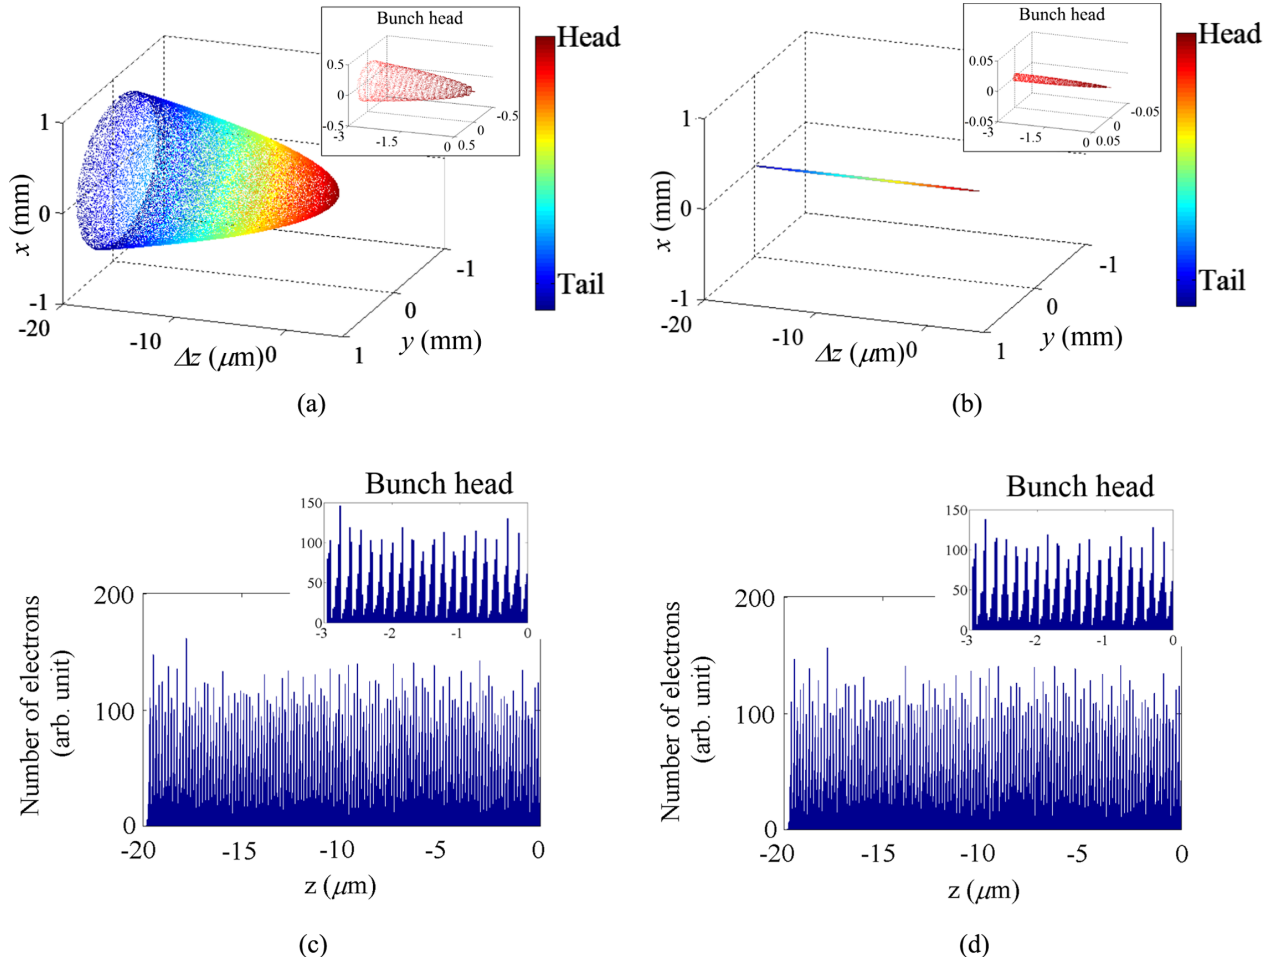 Bunch head
0.5
0
-0.5
-3
-1.5
0
0.5
0
-0.5
Head
Tail
1
0
-1
x (mm)
-20
-10
0
Δz (μm)
1
0
-1
y (mm)
(a)
Bunch head
0.05
0
-0.05
-3
-1.5
0
0.05
0
-0.05
Head
Tail
1
0
-1
x (mm)
-20
-10
0
Δz (μm)
1
0
-1
y (mm)
(b)
Bunch head
150
100
50
0
-3
-2
-1
0
200
100
0
Number of electrons
(arb. unit)
-20
-15
-10
-5
0
z (μm)
(c)
Bunch head
150
100
50
0
-3
-2
-1
0
200
100
0
Number of electrons
(arb. unit)
-20
-15
-10
-5
0
z (μm)
(d)